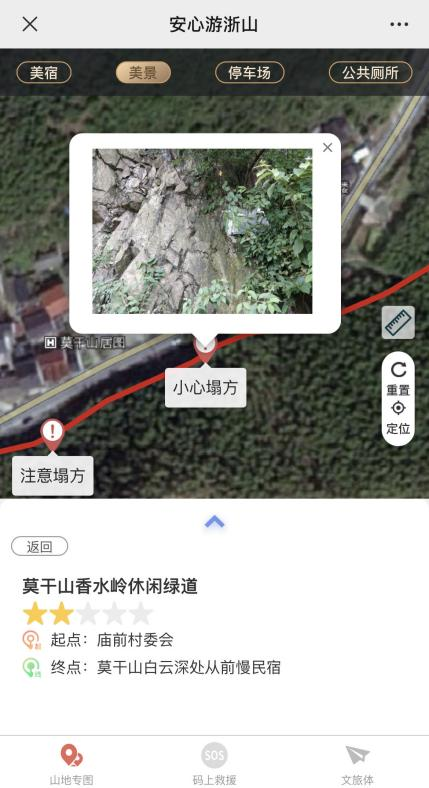 安心游浙山
美宿
美景
停车场
公共厕所
H 莫干山居图
小心塌方
注意塌方
重置
定位
返回
莫干山香水岭休闲绿道
起 起点：庙前村委会
终 终点：莫干山白云深处从前慢民宿
山地专图
SOS
码上救援
文旅体